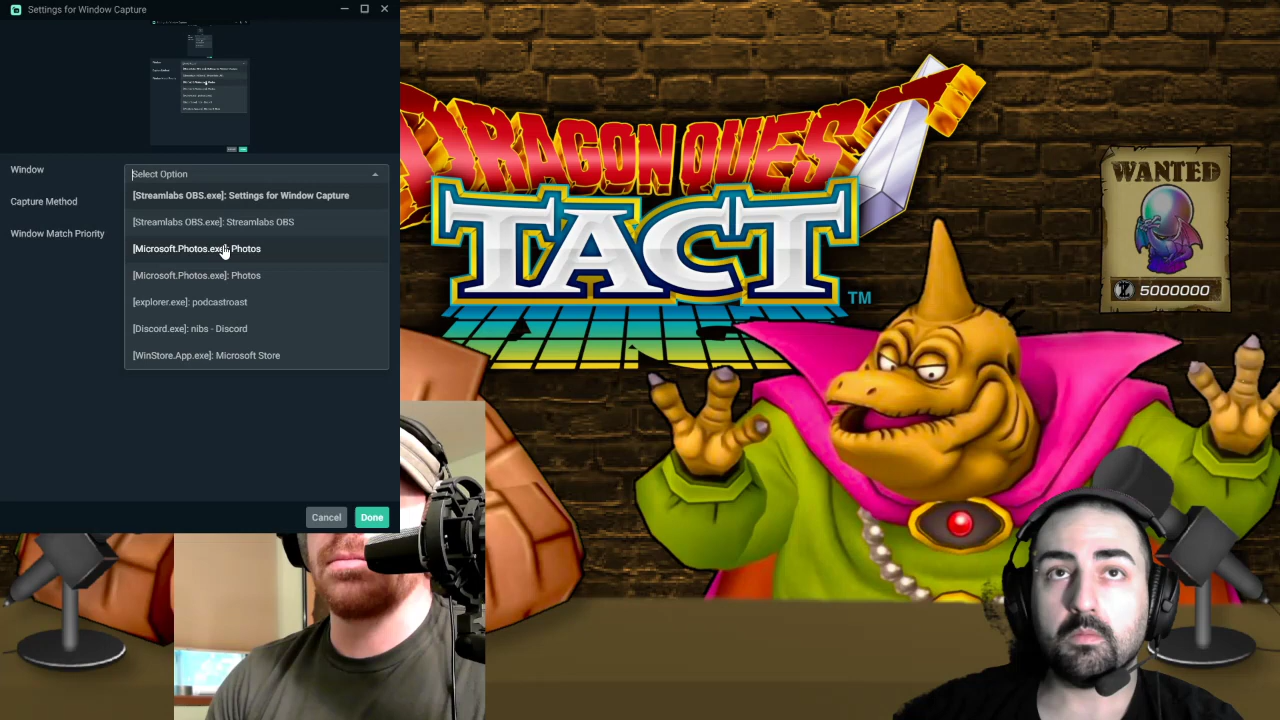 Settings for Window Capture
Window
Select Option
[Streamlabs OBS.exe]: Settings for Window Capture
Capture Method
[Streamlabs OBS.exe]: Streamlabs OBS
Window Match Priority
[Microsoft.Photos.exe]: Photos
[Microsoft.Photos.exe]: Photos
[explorer.exe]: podcastroast
[Discord.exe]: nibs - Discord
[WinStore.App.exe]: Microsoft Store
Cancel
Done
DRAGON QUEST
TACT
TM
WANTED
5000000